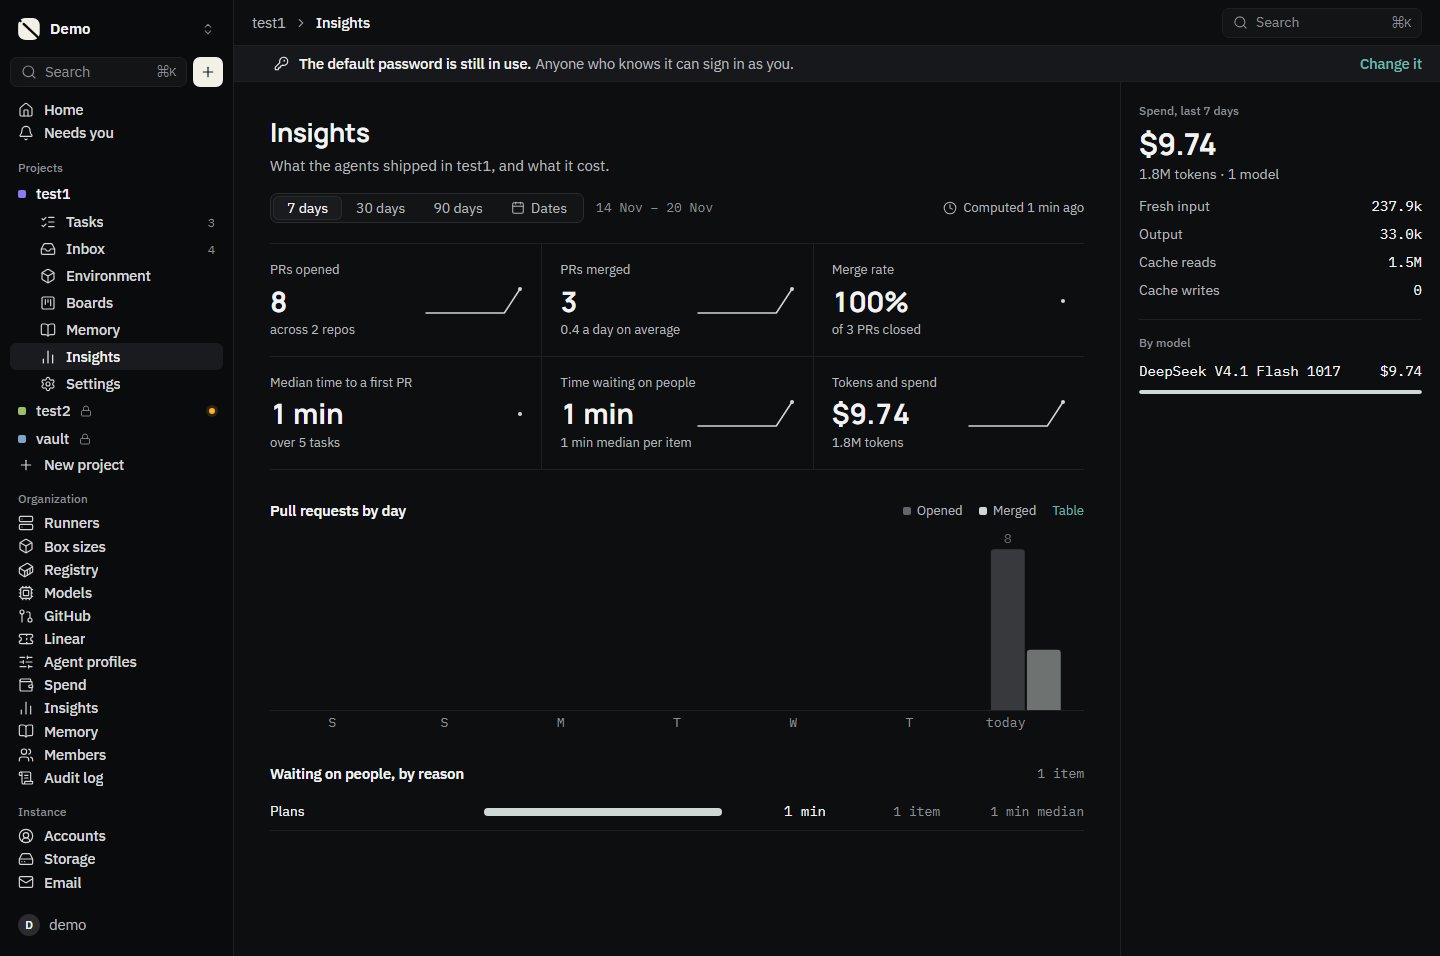 Demo
Search ⌘K
Home
Needs you
Projects
test1
Tasks 3
Inbox 4
Environment
Boards
Memory
Insights
Settings
test2
vault
New project
Organization
Runners
Box sizes
Registry
Models
GitHub
Linear
Agent profiles
Spend
Insights
Memory
Members
Audit log
Instance
Accounts
Storage
Email
D demo
test1 > Insights
Search ⌘K
The default password is still in use. Anyone who knows it can sign in as you. Change it
Insights
What the agents shipped in test1, and what it cost.
7 days 30 days 90 days Dates 14 Nov – 20 Nov Computed 1 min ago
PRs opened
8
across 2 repos
PRs merged
3
0.4 a day on average
Merge rate
100%
of 3 PRs closed
Median time to a first PR
1 min
over 5 tasks
Time waiting on people
1 min
1 min median per item
Tokens and spend
$9.74
1.8M tokens
Pull requests by day Opened Merged Table
8
S S M T W T today
Waiting on people, by reason 1 item
Plans 1 min 1 item 1 min median
Spend, last 7 days
$9.74
1.8M tokens · 1 model
Fresh input 237.9k
Output 33.0k
Cache reads 1.5M
Cache writes 0
By model
DeepSeek V4.1 Flash 1017 $9.74